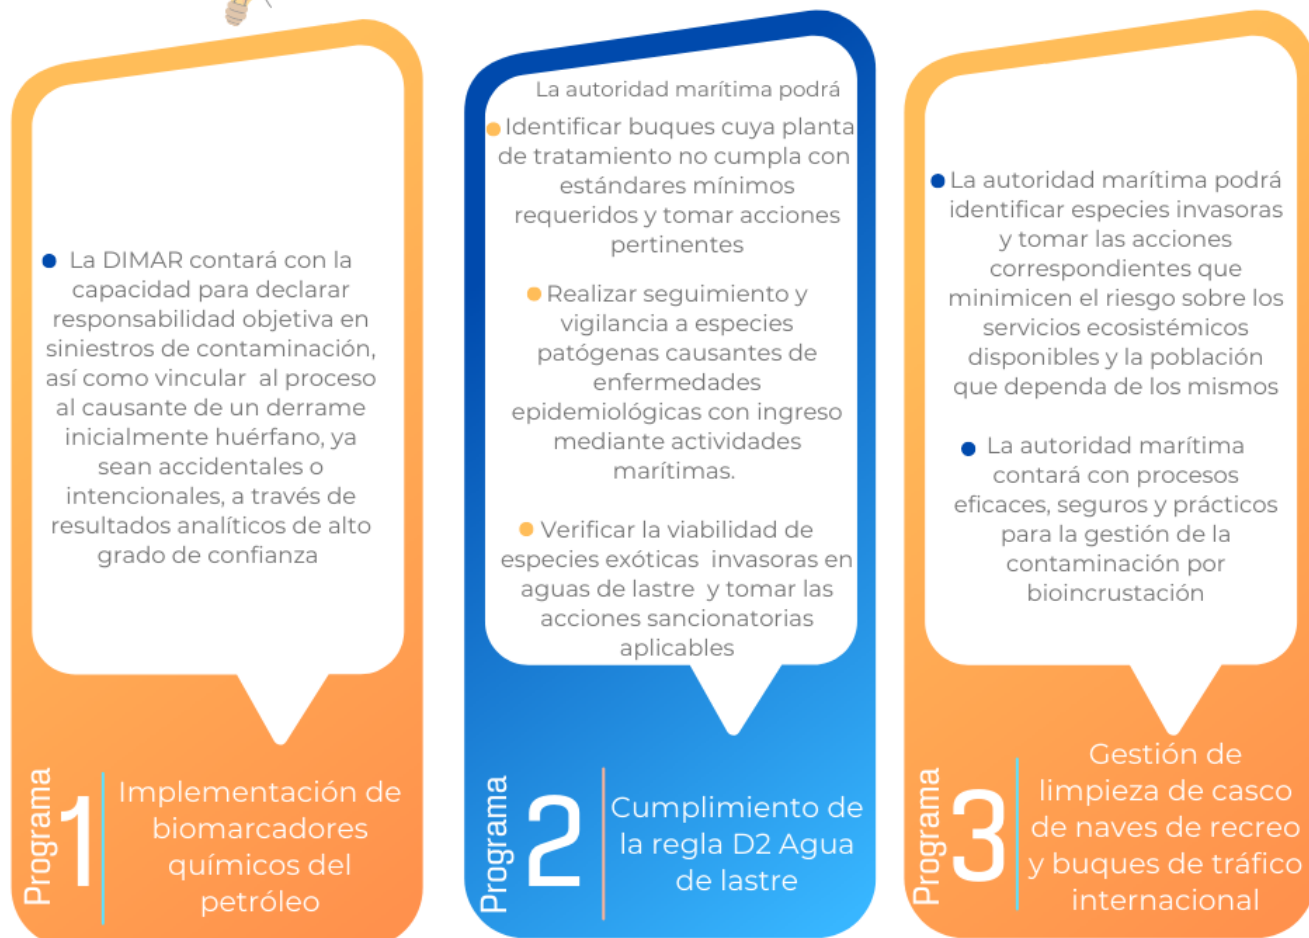 La DIMAR contará con la
capacidad para declarar
responsabilidad objetiva en
siniestros de contaminación,
así como vincular al proceso
al causante de un derrame
inicialmente huérfano, ya
sean accidentales o
intencionales, a través de
resultados analíticos de alto
grado de confianza
Programa
1
Implementación de
biomarcadores
químicos del
petróleo
La autoridad marítima podrá
Identificar buques cuya planta
de tratamiento no cumpla con
estándares mínimos
requeridos y tomar acciones
pertinentes
Realizar seguimiento y
vigilancia a especies
patógenas causantes de
enfermedades
epidemiológicas con ingreso
mediante actividades
marítimas.
Verificar la viabilidad de
especies exóticas invasoras en
aguas de lastre y tomar las
acciones sancionatorias
aplicables
Programa
2
Cumplimiento de
la regla D2 Agua
de lastre
La autoridad marítima podrá
identificar especies invasoras
y tomar las acciones
correspondientes que
minimicen el riesgo sobre los
servicios ecosistémicos
disponibles y la población
que dependa de los mismos
La autoridad marítima
contará con procesos
eficaces, seguros y prácticos
para la gestión de la
contaminación por
bioincrustación
Programa
3
Gestión de
limpieza de casco
de naves de recreo
y buques de tráfico
internacional